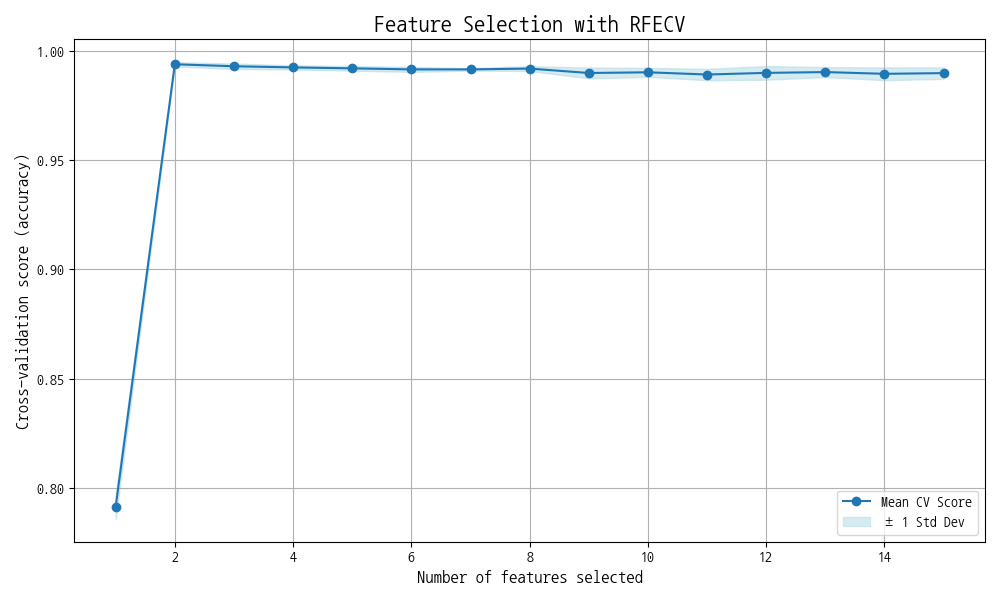 Feature Selection with RFECV
1.00
0.95
0.90
0.85
0.80
Cross-validation score (accuracy)
2
4
6
8
10
12
14
Number of features selected
Mean CV Score
± 1 Std Dev